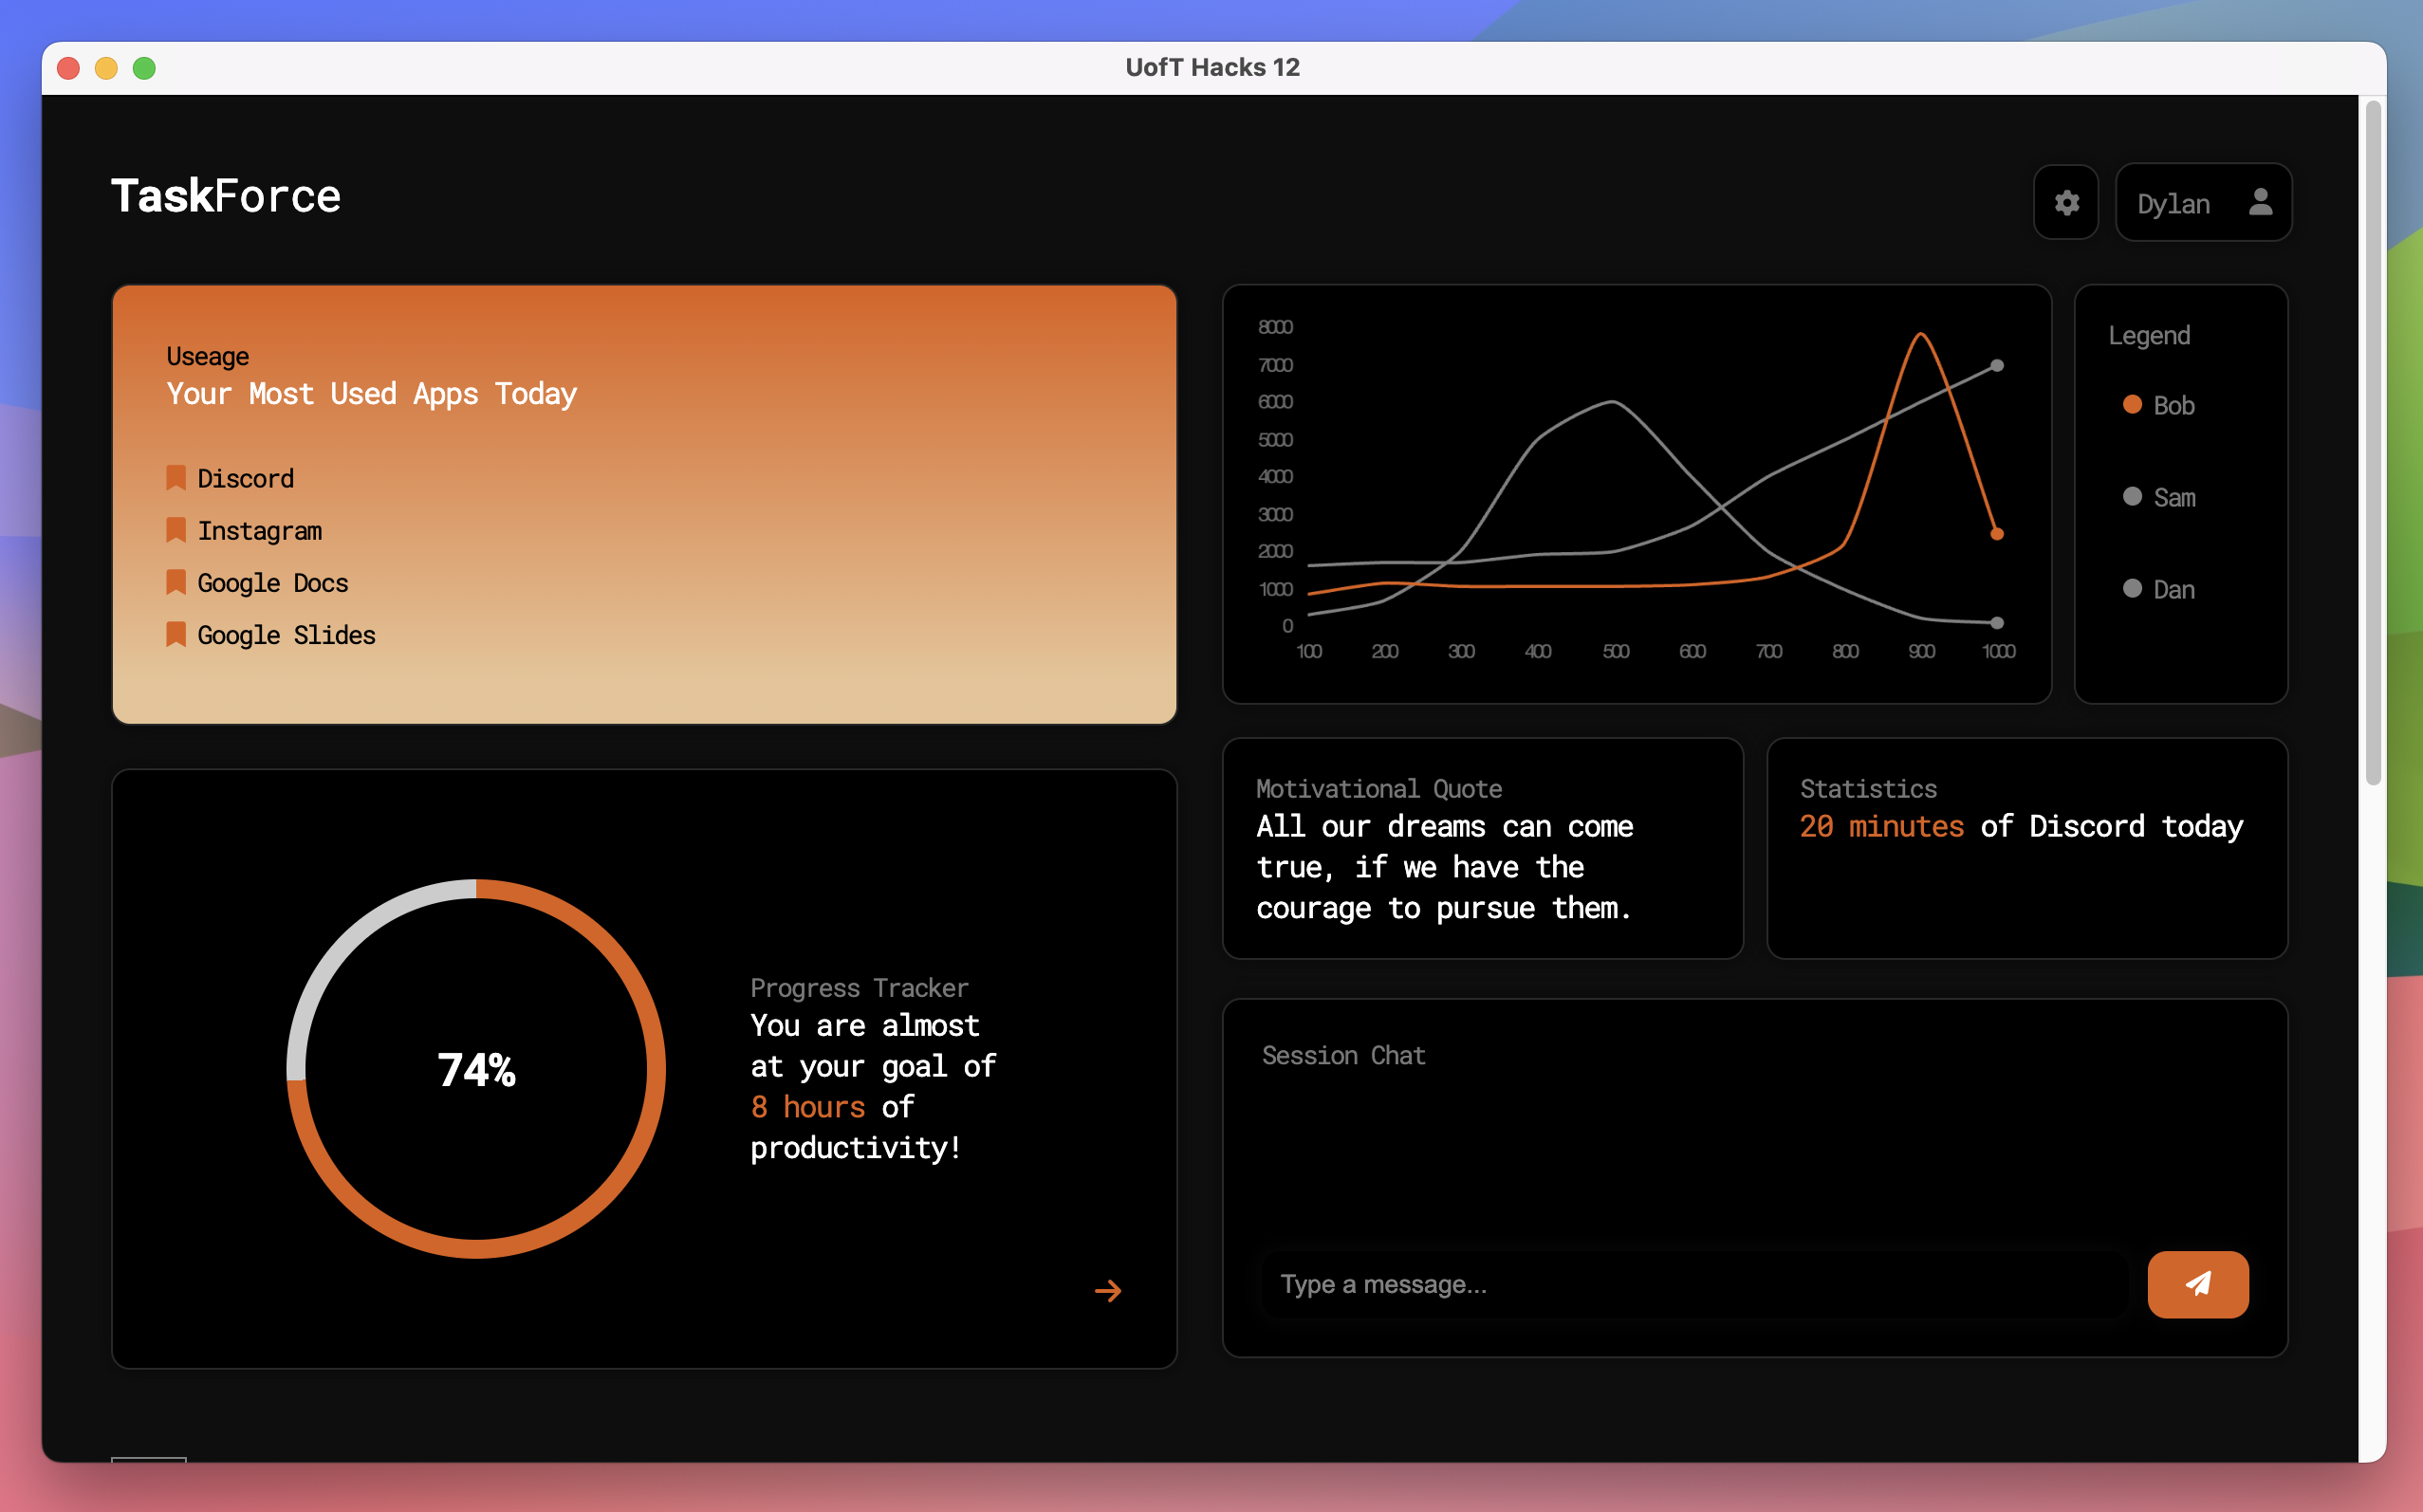 UofT Hacks 12
TaskForce
Dylan
Useage
Your Most Used Apps Today
Discord
Instagram
Google Docs
Google Slides
8000
7000
6000
5000
4000
3000
2000
1000
0
100 200 300 400 500 600 700 800 900 1000
Legend
Bob
Sam
Dan
74%
Progress Tracker
You are almost
at your goal of
8 hours of
productivity!
Motivational Quote
All our dreams can come
true, if we have the
courage to pursue them.
Statistics
20 minutes of Discord today
Session Chat
Type a message...